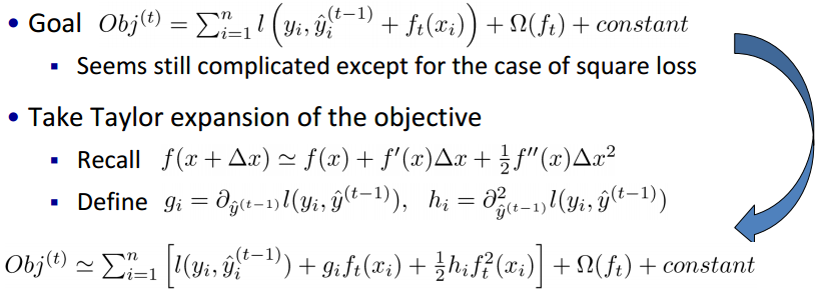 • Goal $Obj^{(t)} = \sum_{i=1}^{n} l\left(y_i, \hat{y}_i^{(t-1)} + f_t(x_i)\right) + \Omega(f_t) + constant$
▪ Seems still complicated except for the case of square loss
• Take Taylor expansion of the objective
▪ Recall $f(x + \Delta x) \simeq f(x) + f'(x)\Delta x + \frac{1}{2}f''(x)\Delta x^2$
▪ Define $g_i = \partial_{\hat{y}^{(t-1)}} l(y_i, \hat{y}^{(t-1)}), \ h_i = \partial^2_{\hat{y}^{(t-1)}} l(y_i, \hat{y}^{(t-1)})$
$Obj^{(t)} \simeq \sum_{i=1}^{n} \left[l(y_i, \hat{y}_i^{(t-1)}) + g_i f_t(x_i) + \frac{1}{2}h_i f_t^2(x_i)\right] + \Omega(f_t) + constant$